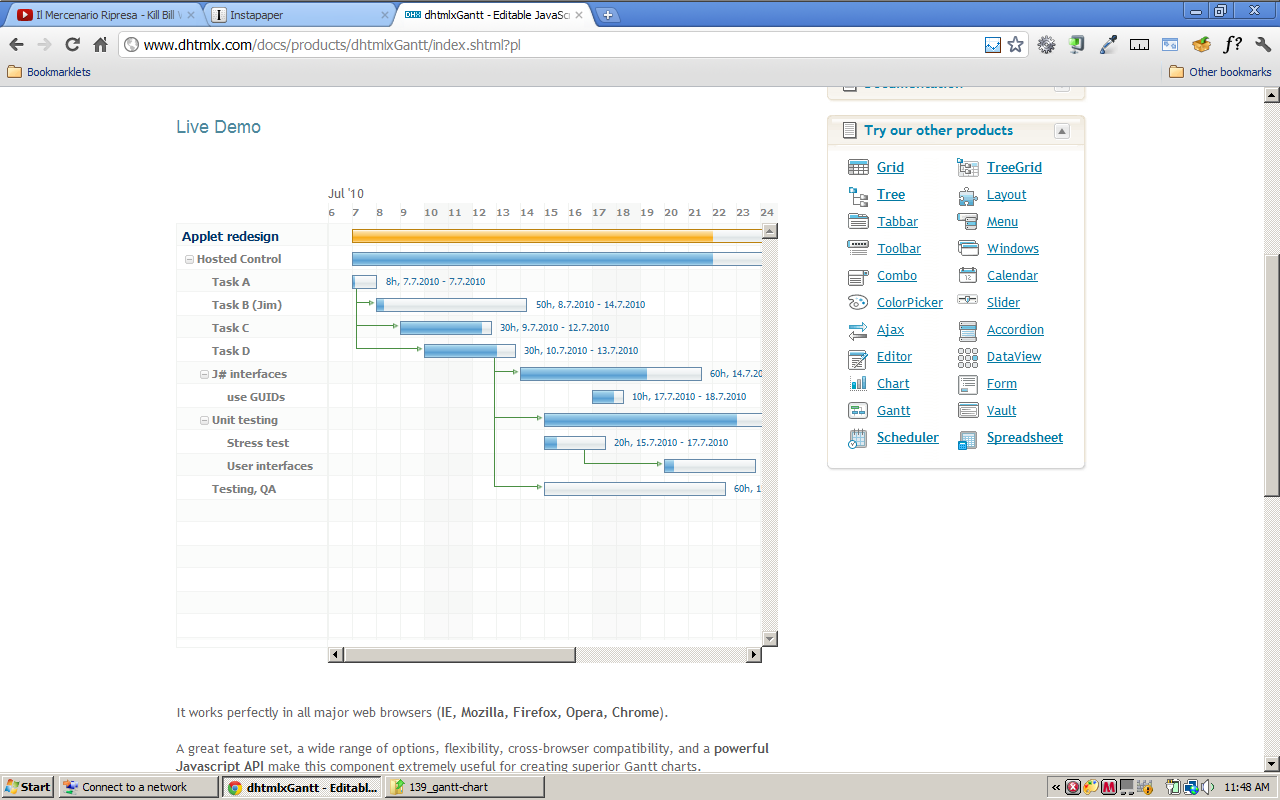 Il Mercenario Ripresa - Kill Bill
Instapaper
dhtmlxGantt - Editable JavaSc
www.dhtmlx.com/docs/products/dhtmlxGantt/index.shtml?pl
f?
Bookmarklets
Other bookmarks
Live Demo
Jul '10
6 7 8 9 10 11 12 13 14 15 16 17 18 19 20 21 22 23 24
Applet redesign
Hosted Control
Task A 8h, 7.7.2010 - 7.7.2010
Task B (Jim) 50h, 8.7.2010 - 14.7.2010
Task C 30h, 9.7.2010 - 12.7.2010
Task D 30h, 10.7.2010 - 13.7.2010
J# interfaces 60h, 14.7.20
use GUIDs 10h, 17.7.2010 - 18.7.2010
Unit testing
Stress test 20h, 15.7.2010 - 17.7.2010
User interfaces
Testing, QA 60h, 1
It works perfectly in all major web browsers (IE, Mozilla, Firefox, Opera, Chrome).
A great feature set, a wide range of options, flexibility, cross-browser compatibility, and a powerful
Javascript API make this component extremely useful for creating superior Gantt charts.
Documentation
Try our other products
Grid TreeGrid
Tree Layout
Tabbar Menu
Toolbar Windows
Combo Calendar
ColorPicker Slider
Ajax Accordion
Editor DataView
Chart Form
Gantt Vault
Scheduler Spreadsheet
Start
Connect to a network
dhtmlxGantt - Editabl...
139_gantt-chart
11:48 AM